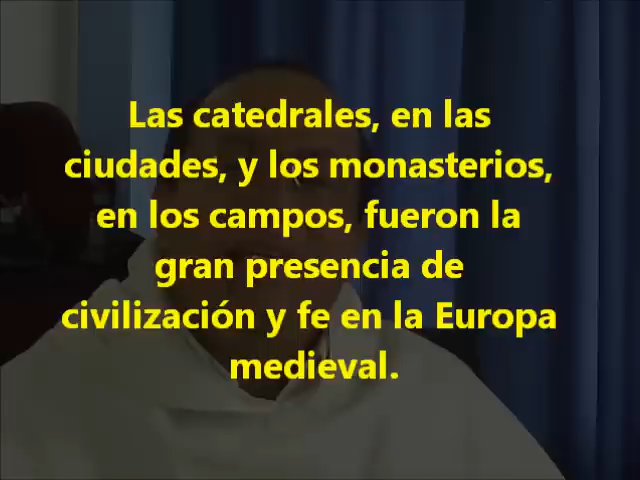 Las catedrales, en las
ciudades, y los monasterios,
en los campos, fueron la
gran presencia de
civilización y fe en la Europa
medieval.